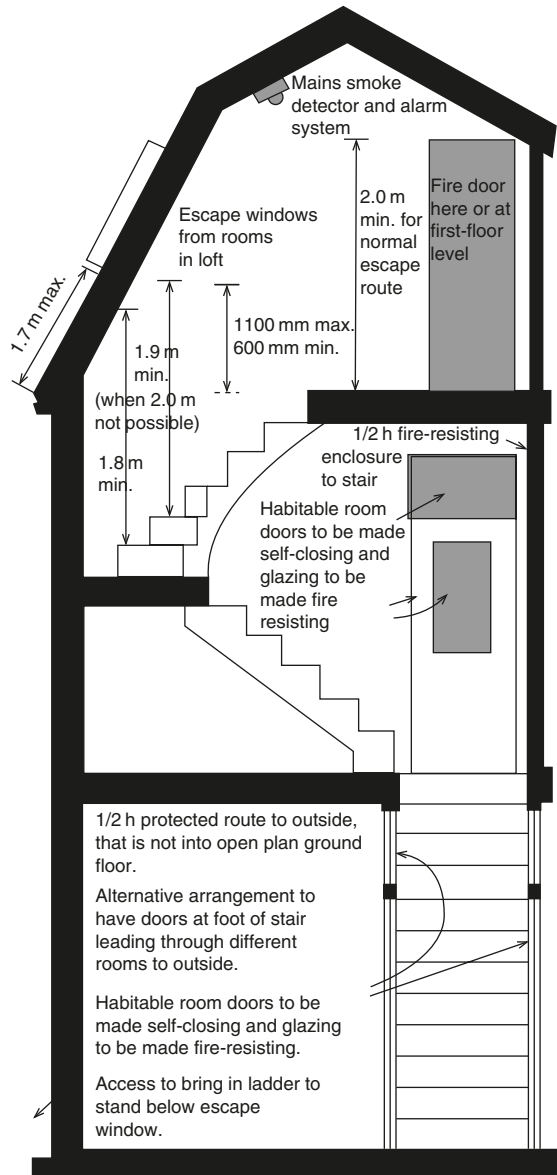 Mains smoke
detector and alarm
system
Fire door
here or at
first-floor
level
2.0 m
min. for
normal
escape
route
Escape windows
from rooms
in loft
1.7 m max.
1100 mm max.
600 mm min.
1.9 m
min.
(when 2.0 m
not possible)
1.8 m
min.
1/2 h fire-resisting
enclosure
to stair
Habitable room
doors to be made
self-closing and
glazing to be
made fire
resisting
1/2 h protected route to outside,
that is not into open plan ground
floor.
Alternative arrangement to
have doors at foot of stair
leading through different
rooms to outside.
Habitable room doors to be
made self-closing and glazing
to be made fire-resisting.
Access to bring in ladder to
stand below escape
window.